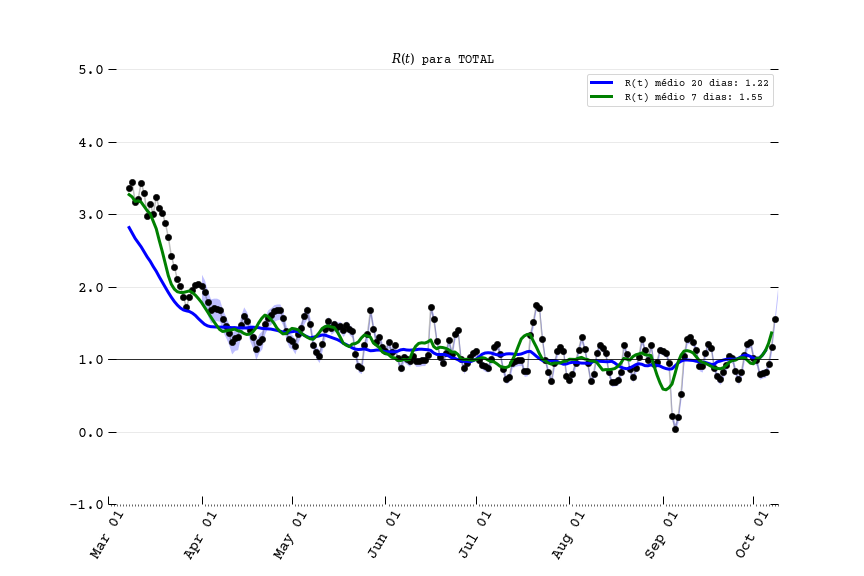 R(t) para TOTAL
5.0
R(t) médio 20 dias: 1.22
R(t) médio 7 dias: 1.55
4.0
3.0
2.0
1.0
0.0
-1.0
Mar 01
Apr 01
May 01
Jun 01
Jul 01
Aug 01
Sep 01
Oct 01